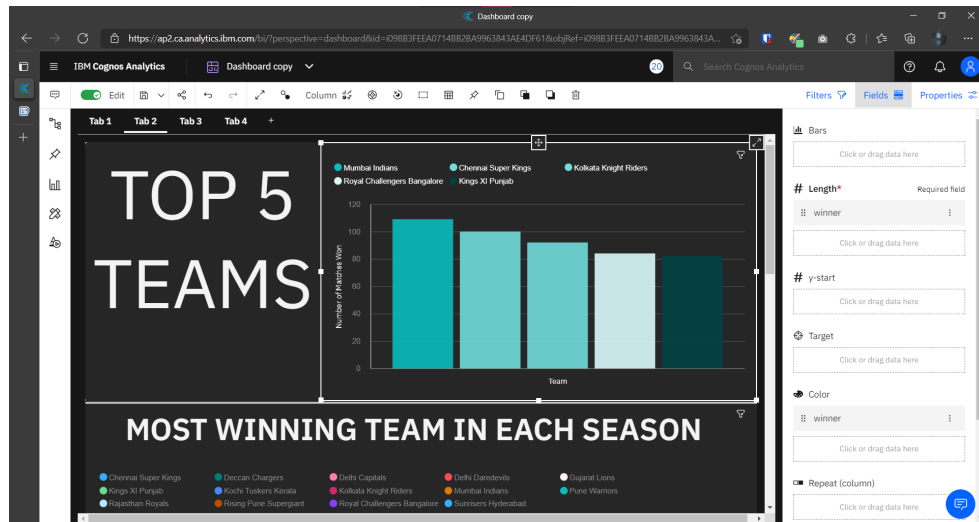 Dashboard copy
https://ap2.ca.analytics.ibm.com/bi/?perspective=dashboard&id=i098B3FEEA0714BB2BA9963843AE4DF61&objRef=i098B3FEEA0714BB2BA9963843A...
IBM Cognos Analytics
Dashboard copy
20
Search Cognos Analytics
Edit
Column
Filters
Fields
Properties
Tab 1
Tab 2
Tab 3
Tab 4
+
TOP 5
TEAMS
Mumbai Indians
Chennai Super Kings
Kolkata Knight Riders
Royal Challengers Bangalore
Kings XI Punjab
Number of Matches Won
120
100
80
60
40
20
0
Team
MOST WINNING TEAM IN EACH SEASON
Chennai Super Kings
Deccan Chargers
Delhi Capitals
Delhi Daredevils
Gujarat Lions
Kings XI Punjab
Kochi Tuskers Kerala
Kolkata Knight Riders
Mumbai Indians
Pune Warriors
Rajasthan Royals
Rising Pune Supergiant
Royal Challengers Bangalore
Sunrisers Hyderabad
Bars
Click or drag data here
# Length*
Required field
winner
Click or drag data here
# y-start
Click or drag data here
Target
Click or drag data here
Color
winner
Click or drag data here
Repeat (column)
Click or drag data here